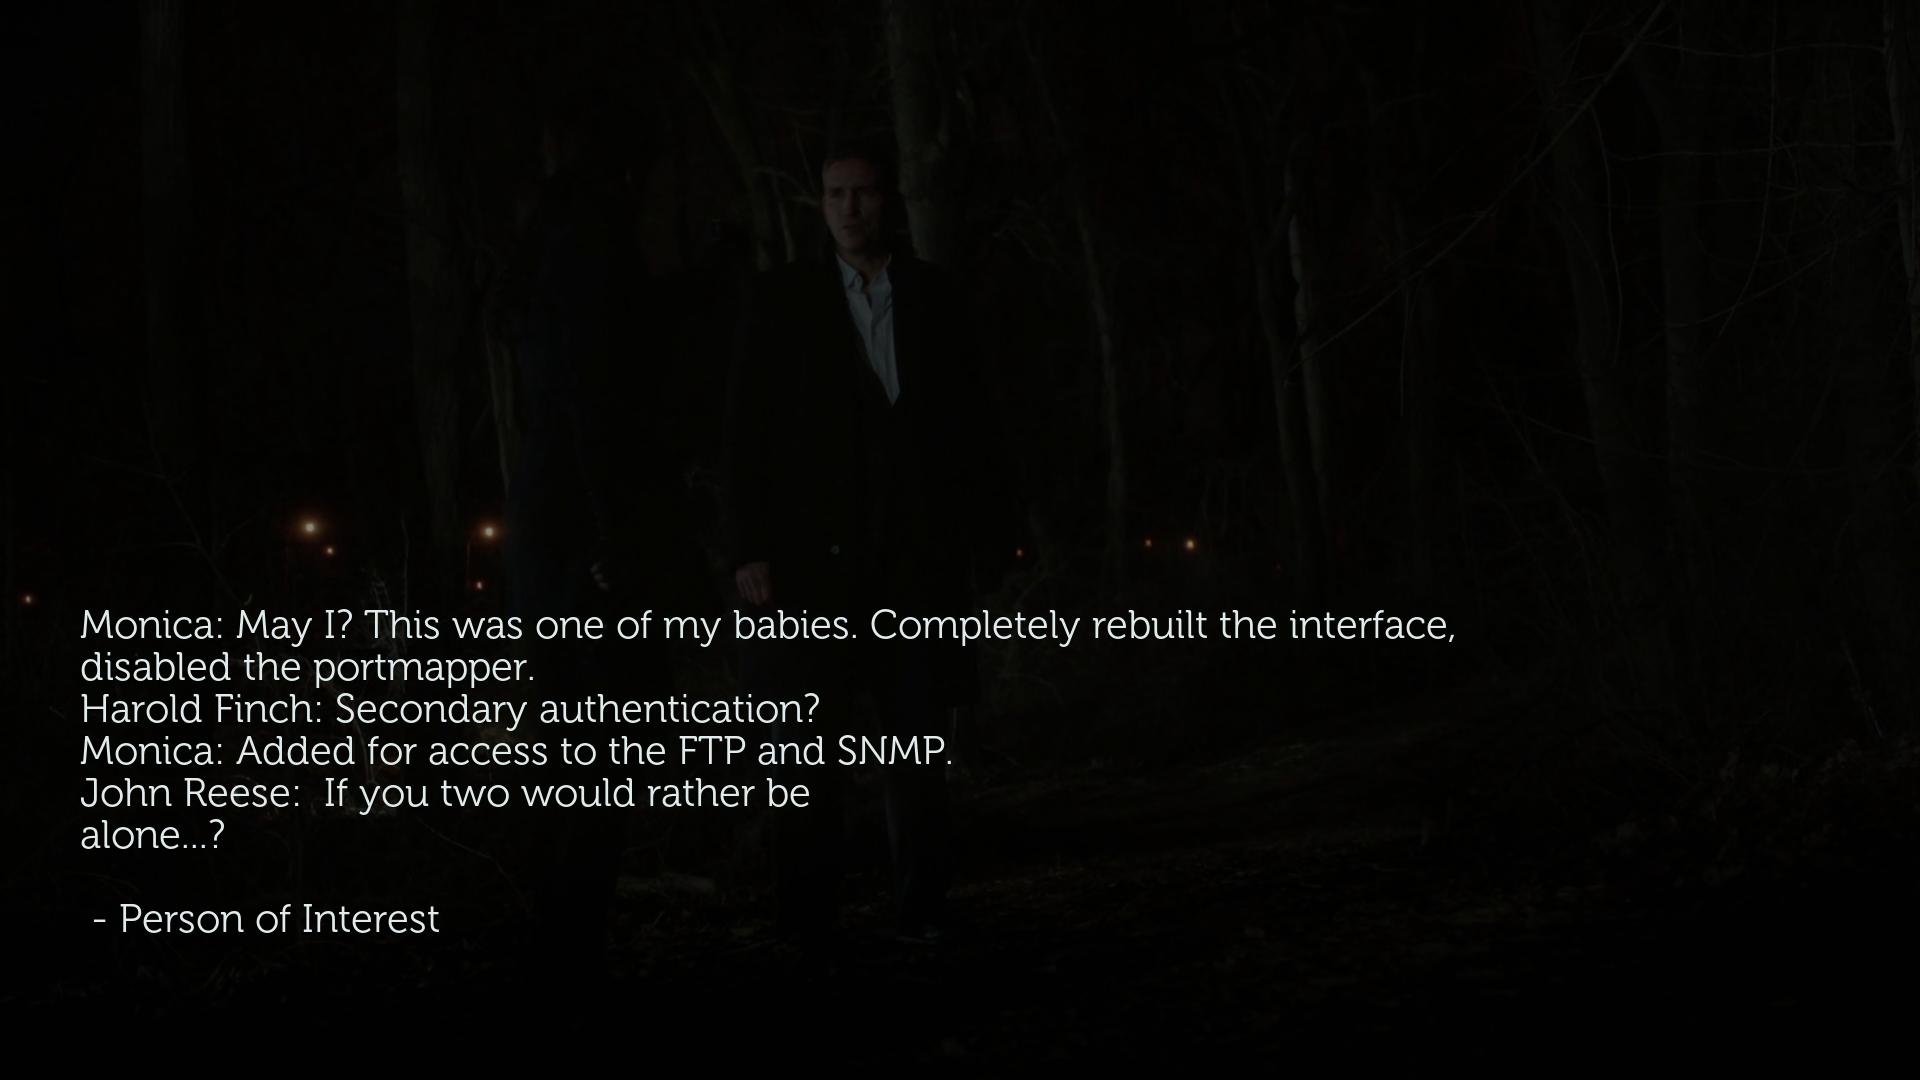 Monica: May I? This was one of my babies. Completely rebuilt the interface,
disabled the portmapper.
Harold Finch: Secondary authentication?
Monica: Added for access to the FTP and SNMP.
John Reese:  If you two would rather be
alone...?
- Person of Interest